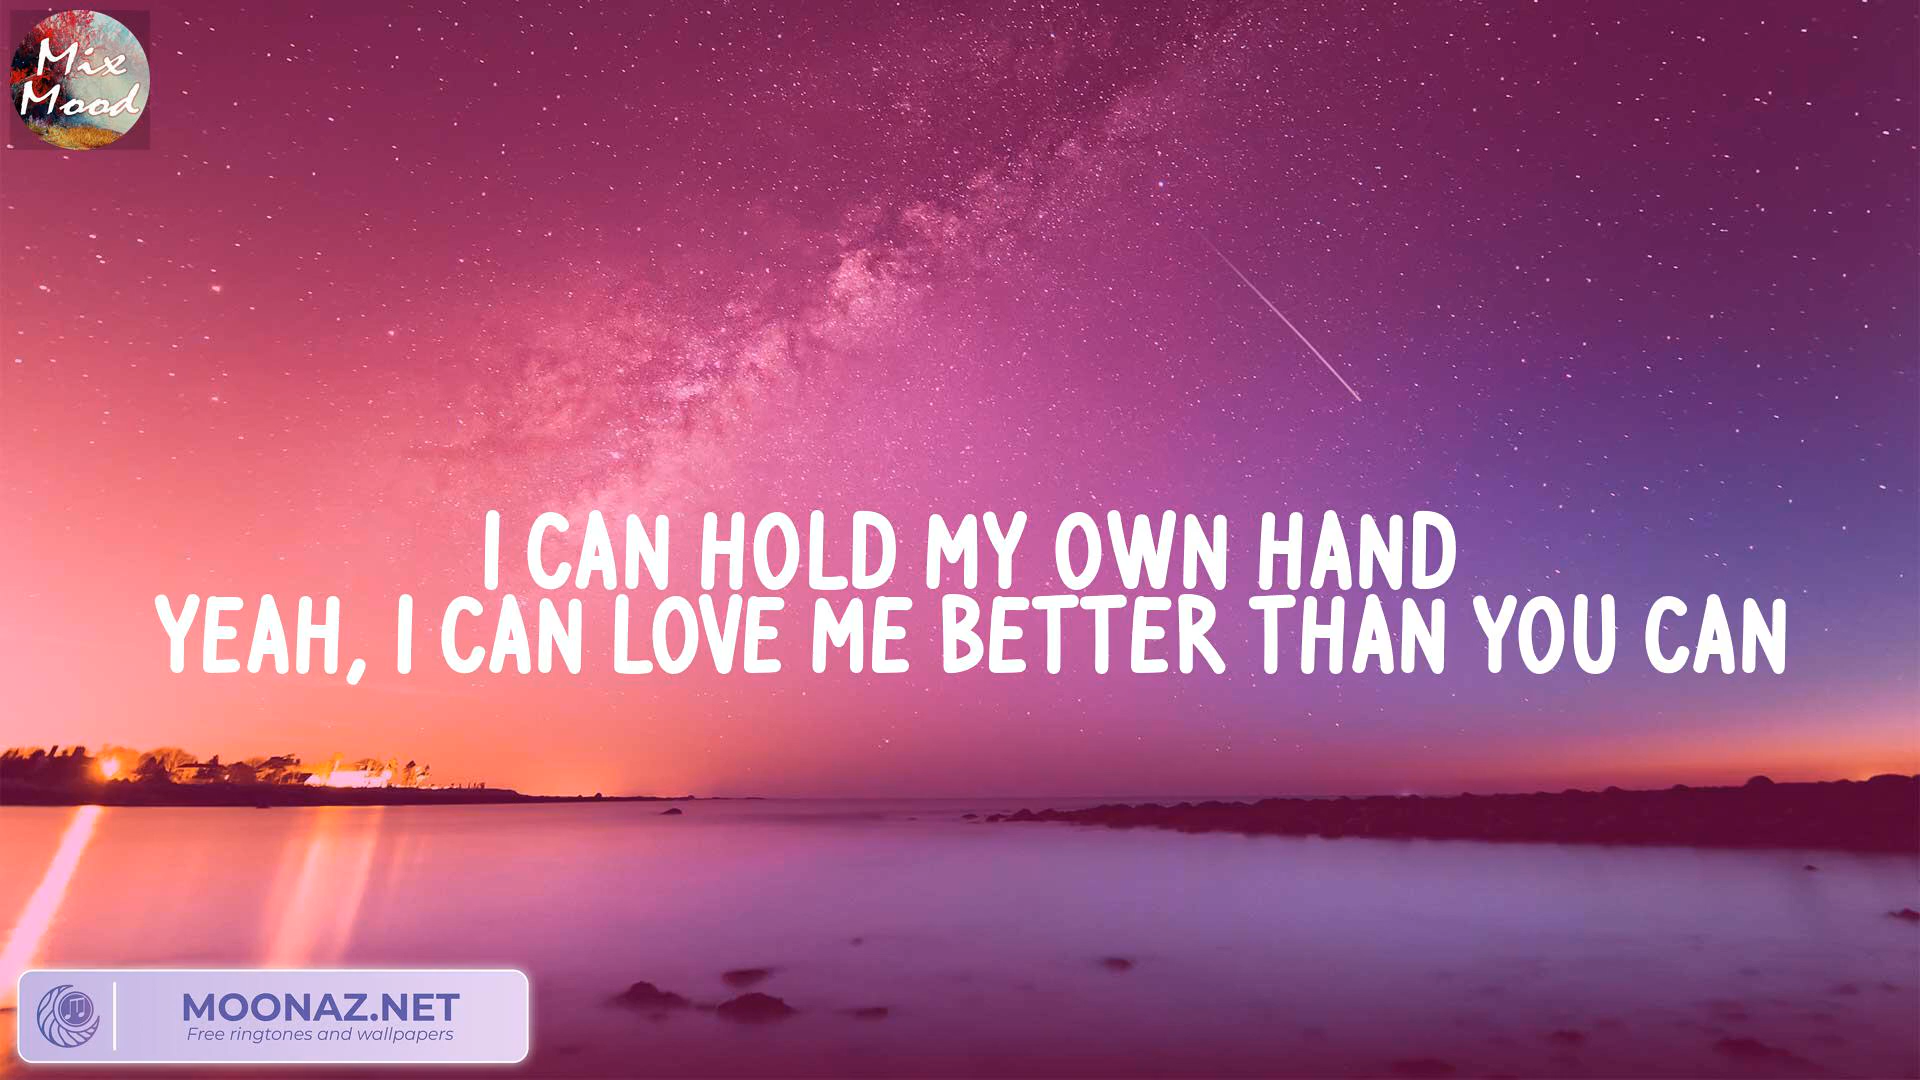 Mix
Mood
I CAN HOLD MY OWN HAND
YEAH, I CAN LOVE ME BETTER THAN YOU CAN
MOONAZ.NET
Free ringtones and wallpapers